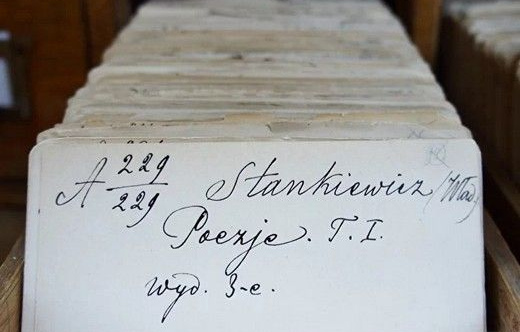 A 229/229 Stankiewicz (Wład)
Poezje. T. I.
wyd. 3-e.